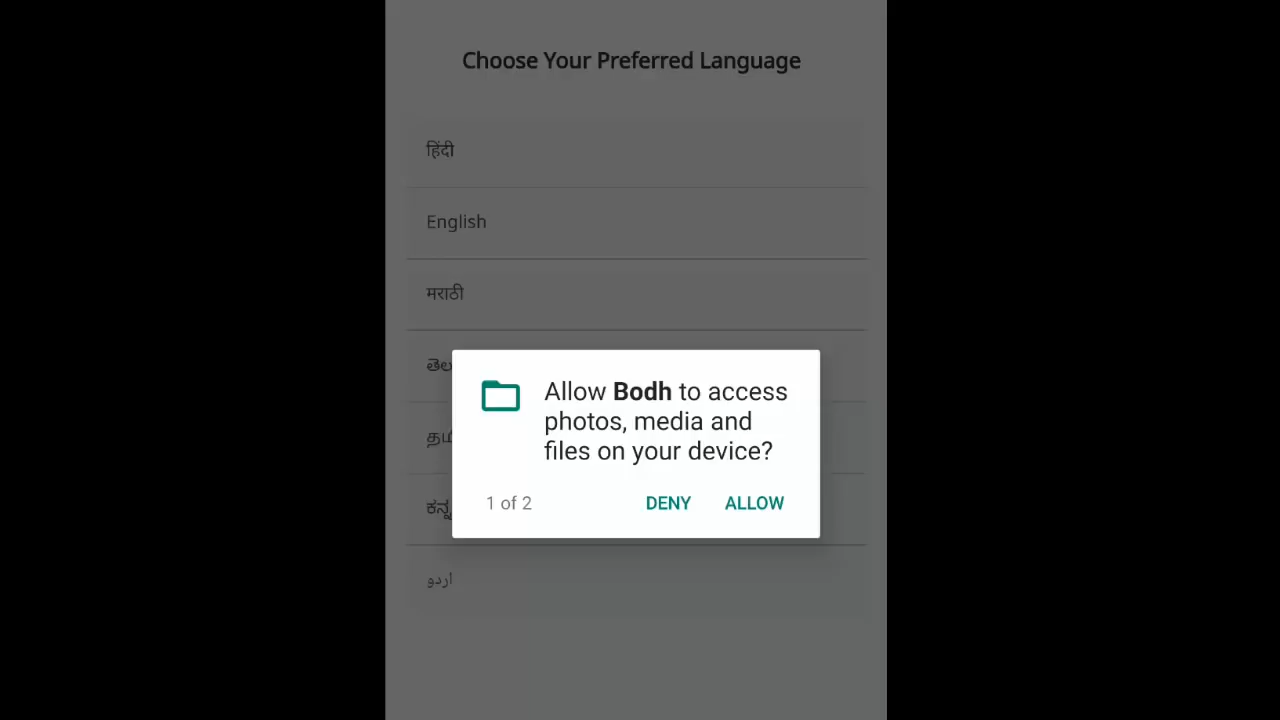 Choose Your Preferred Language
हिंदी
English
मराठी
Allow Bodh to access
photos, media and
files on your device?
1 of 2 DENY ALLOW
اردو